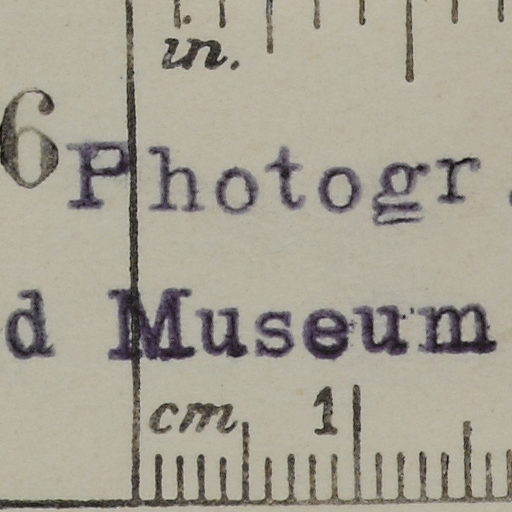 in.
6 Photogr.
d Museum
cm. 1